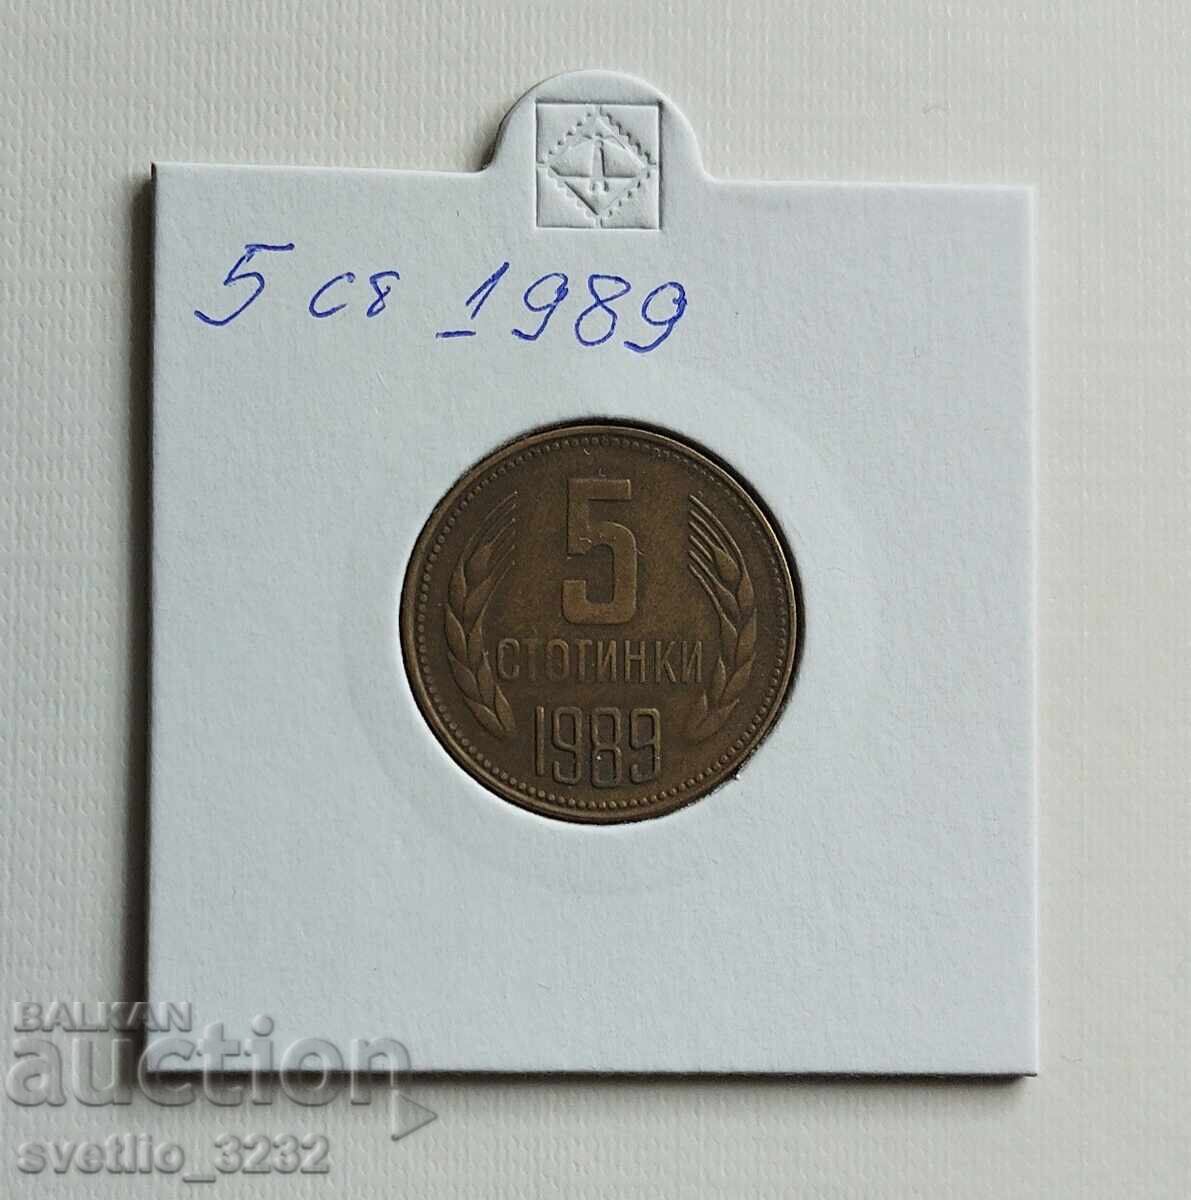 5 св 1989
5
СТОТИНКИ
1989
BALKAN
auction
svetlio_3232